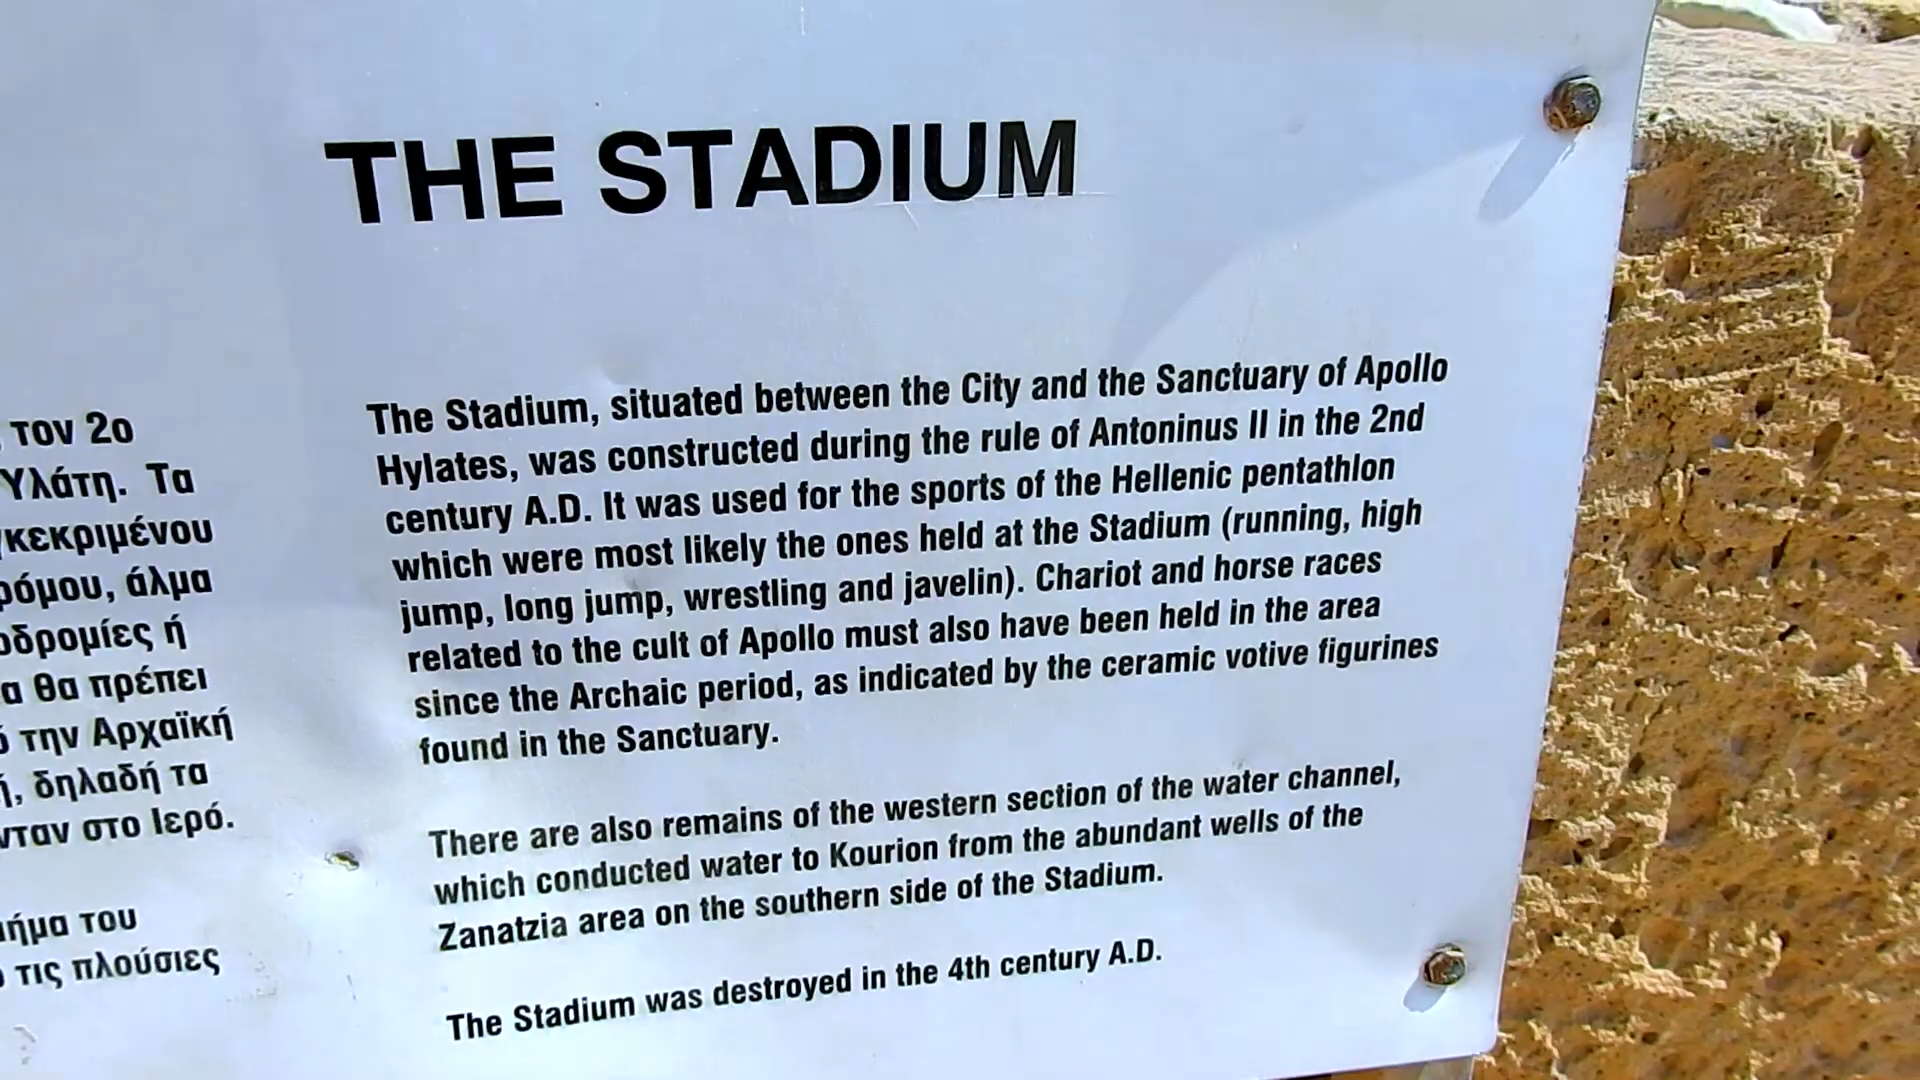 THE STADIUM
τον 2ο
Υλάτη. Τα
γκεκριμένου
ρόμου, άλμα
οδρομίες ή
α θα πρέπει
ό την Αρχαϊκή
ή, δηλαδή τα
νταν στο Ιερό.
μήμα του
τις πλούσιες
The Stadium, situated between the City and the Sanctuary of Apollo
Hylates, was constructed during the rule of Antoninus II in the 2nd
century A.D. It was used for the sports of the Hellenic pentathlon
which were most likely the ones held at the Stadium (running, high
jump, long jump, wrestling and javelin). Chariot and horse races
related to the cult of Apollo must also have been held in the area
since the Archaic period, as indicated by the ceramic votive figurines
found in the Sanctuary.
There are also remains of the western section of the water channel,
which conducted water to Kourion from the abundant wells of the
Zanatzia area on the southern side of the Stadium.
The Stadium was destroyed in the 4th century A.D.